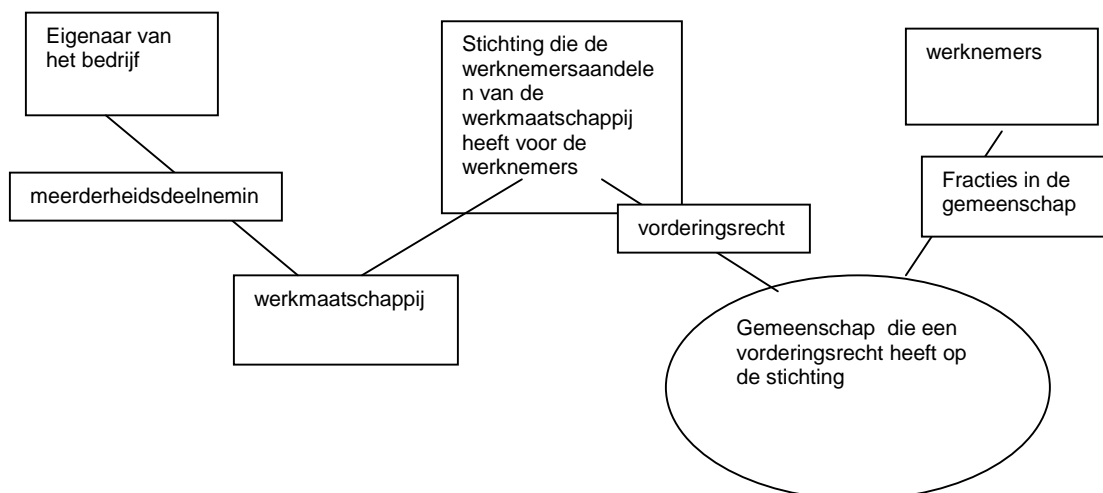 Eigenaar van
het bedrijf
Stichting die de
werknemersaandele
n van de
werkmaatschappij
heeft voor de
werknemers
werknemers
meerderheidsdeelnemin
vorderingsrecht
Fracties in de
gemeenschap
werkmaatschappij
Gemeenschap die een
vorderingsrecht heeft op
de stichting